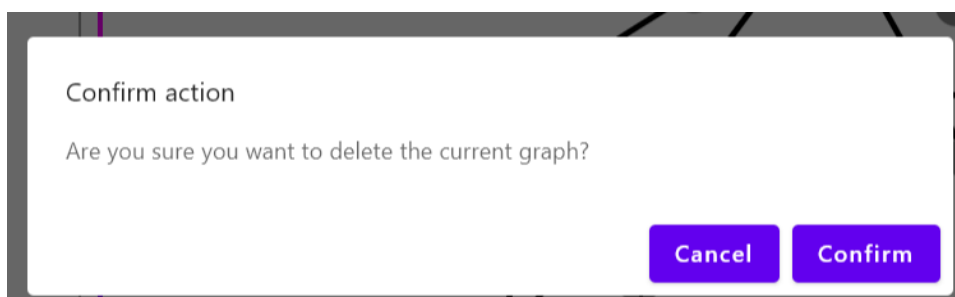 Confirm action
Are you sure you want to delete the current graph?
Cancel Confirm